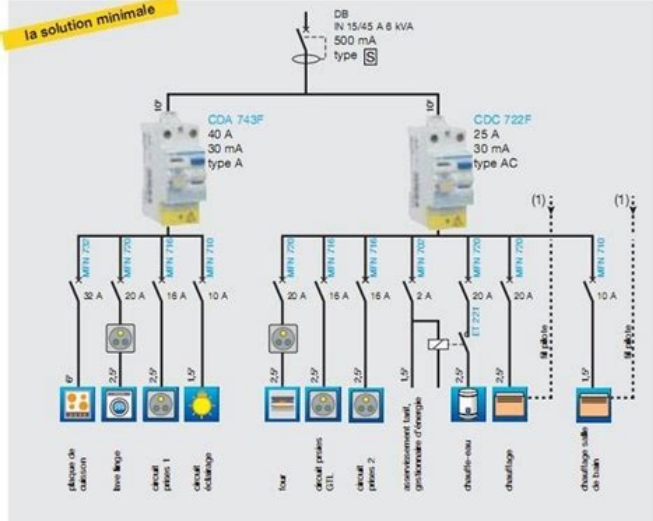 la solution minimale
DB
IN 15/45 A 6 kVA
500 mA
type S
10²
CDA 743F
40 A
30 mA
type A
10²
CDC 722F
25 A
30 mA
type AC
(1)
(1)
MFN 732
MFN 720
MFN 716
MFN 710
MFN 720
MFN 716
MFN 716
MFN 702
MFN 720
MFN 720
MFN 710
32 A
20 A
16 A
10 A
20 A
16 A
16 A
2 A
20 A
20 A
10 A
ET 221
fil pilote
fil pilote
6²
2,5²
2,5²
1,5²
2,5²
2,5²
2,5²
1,5²
2,5²
2,5²
1,5²
plaque de
cuisson
lave linge
circuit
prises 1
circuit
éclairage
four
circuit prises
GTL
circuit
prises 2
asservissement tarif,
gestionnaire d'énergie
chauffe-eau
chauffage
chauffage salle
de bain